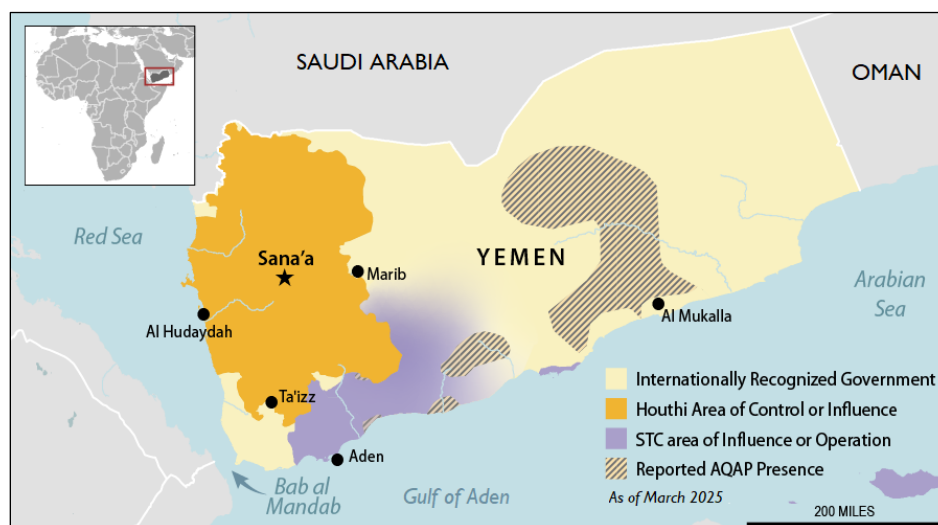 SAUDI ARABIA
OMAN
Red Sea
Sana'a
Marib
YEMEN
Arabian
Sea
Al Hudaydah
Al Mukalla
Ta'izz
Aden
Bab al
Mandab
Gulf of Aden
Internationally Recognized Government
Houthi Area of Control or Influence
STC area of Influence or Operation
Reported AQAP Presence
As of March 2025
200 MILES